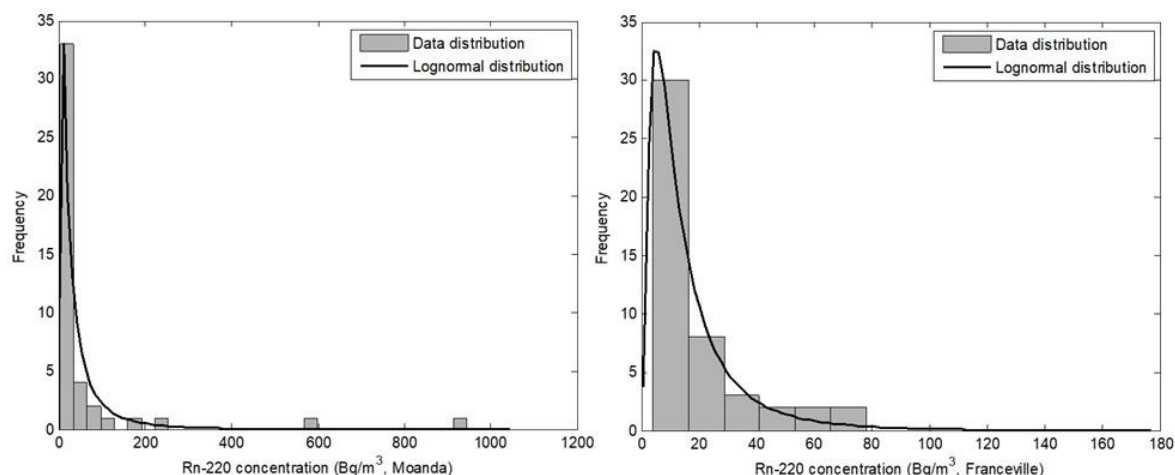 35
30
25
20
15
10
5
0
Frequency
Data distribution
Lognormal distribution
0 200 400 600 800 1000 1200
Rn-220 concentration (Bq/m³, Moanda)
35
30
25
20
15
10
5
0
Frequency
Data distribution
Lognormal distribution
0 20 40 60 80 100 120 140 160 180
Rn-220 concentration (Bq/m³, Franceville)